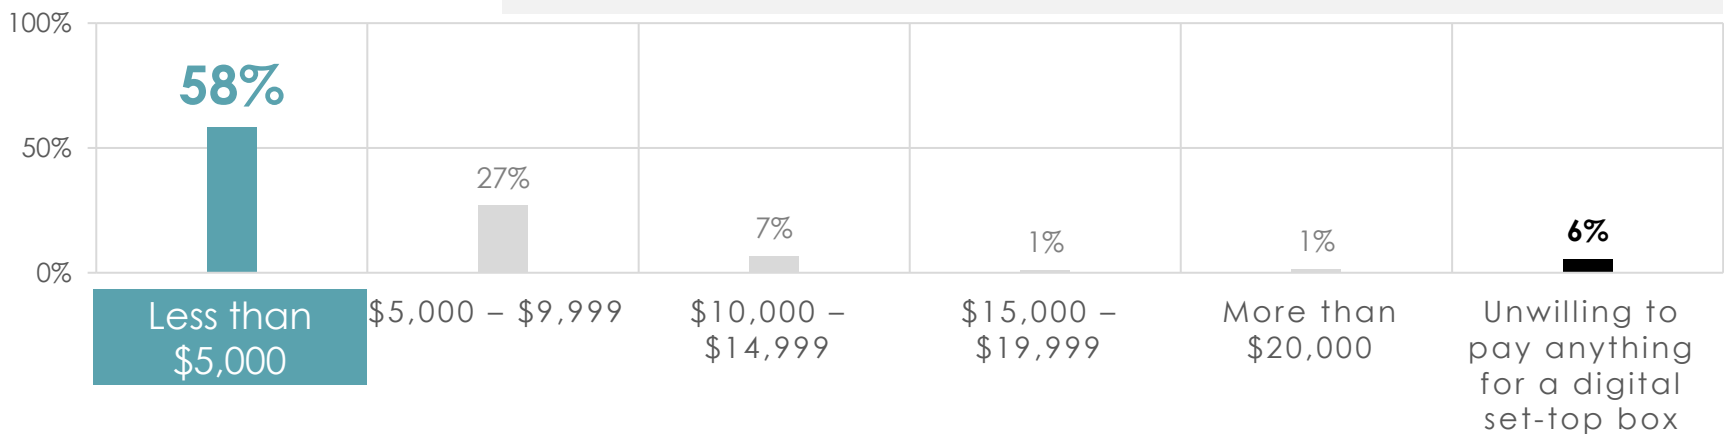 100%
58%
50%
27%
7%
1%
1%
6%
0%
Less than
$5,000
$5,000 – $9,999
$10,000 –
$14,999
$15,000 –
$19,999
More than
$20,000
Unwilling to
pay anything
for a digital
set-top box